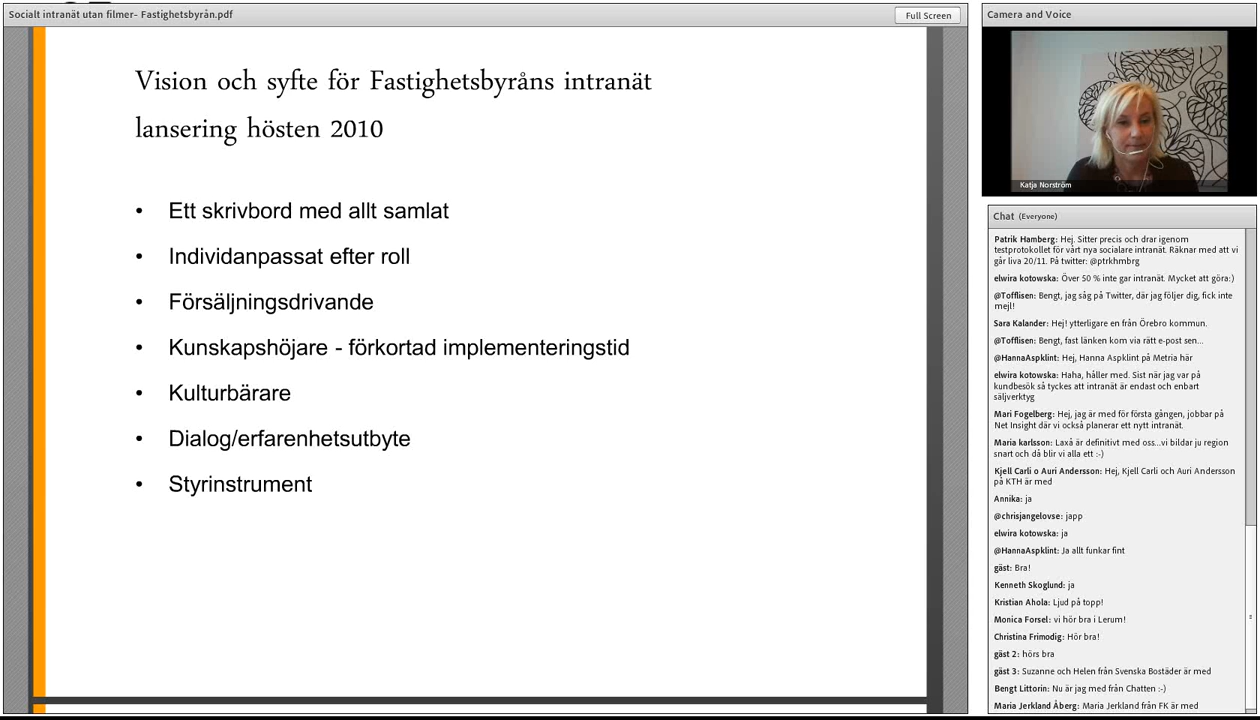 Socialt intranät utan filmer- Fastighetsbyrån.pdf
Full Screen
Vision och syfte för Fastighetsbyråns intranät
lansering hösten 2010
• Ett skrivbord med allt samlat
• Individanpassat efter roll
• Försäljningsdrivande
• Kunskapshöjare - förkortad implementeringstid
• Kulturbärare
• Dialog/erfarenhetsutbyte
• Styrinstrument
Camera and Voice
Katja Norström
Chat (Everyone)
Patrik Hamberg: Hej. Sitter precis och drar igenom
testprotokollet för vårt nya socialare intranät. Räknar med att vi
går liva 20/11. På twitter: @ptrkhmbrg
elwira kotowska: Över 50 % inte gar intranät. Mycket att göra:)
@Tofflisen: Bengt, jag såg på Twitter, där jag följer dig, fick inte
mejl!
Sara Kalander: Hej! ytterligare en från Örebro kommun.
@Tofflisen: Bengt, fast länken kom via rätt e-post sen...
@HannaAspklint: Hej, Hanna Aspklint på Metria här
elwira kotowska: Haha, håller med. Sist när jag var på
kundbesök så tyckes att intranät är endast och enbart
säljverktyg
Mari Fogelberg: Hej, jag är med för första gången, jobbar på
Net Insight där vi också planerar ett nytt intranät.
Maria karlsson: Laxå är definitivt med oss...vi bildar ju region
snart och då blir vi alla ett :-)
Kjell Carli o Auri Andersson: Hej, Kjell Carli och Auri Andersson
på KTH är med
Annika: ja
@chrisjangelovse: japp
elwira kotowska: ja
@HannaAspklint: Ja allt funkar fint
gäst: Bra!
Kenneth Skoglund: ja
Kristian Ahola: Ljud på topp!
Monica Forsel: vi hör bra i Lerum!
Christina Frimodig: Hör bra!
gäst 2: hörs bra
gäst 3: Suzanne och Helen från Svenska Bostäder är med
Bengt Littorin: Nu är jag med från Chatten :-)
Maria Jerkland Åberg: Maria Jerkland från FK är med